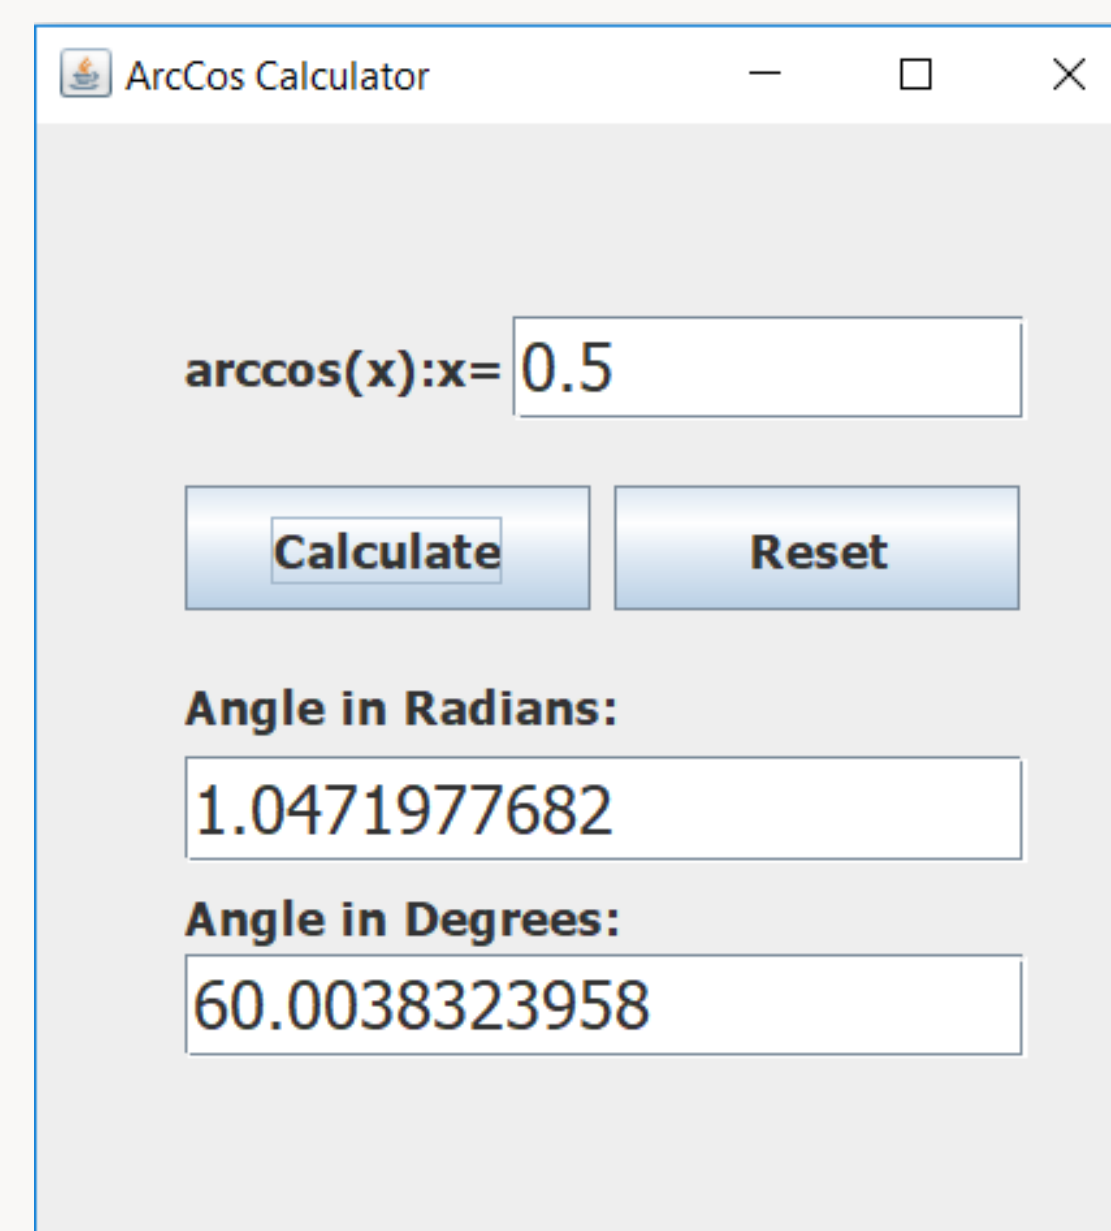 ArcCos Calculator
arccos(x):x= 0.5
Calculate Reset
Angle in Radians:
1.0471977682
Angle in Degrees:
60.0038323958